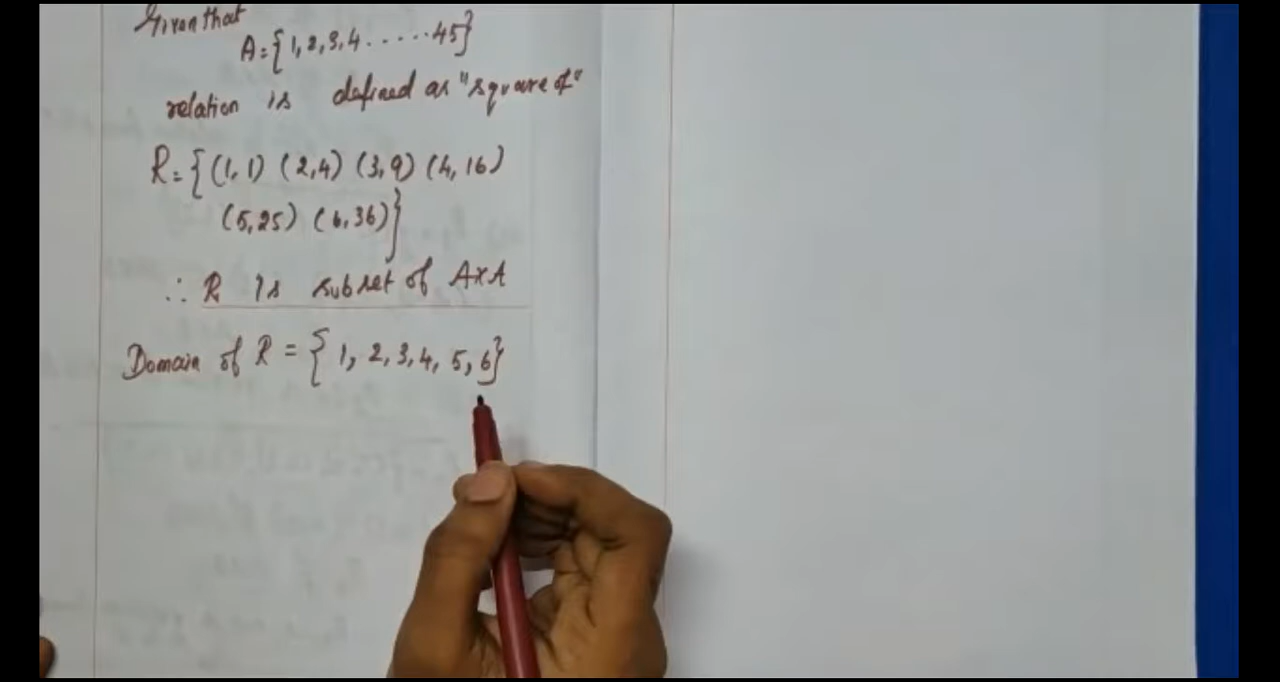 Given that
A={1,2,3,4.....45}
relation is defined as "square of"
R={(1,1) (2,4) (3,9) (4,16)
(5,25) (6,36)}
∴ R is subset of A×A
Domain of R = {1, 2, 3, 4, 5, 6}